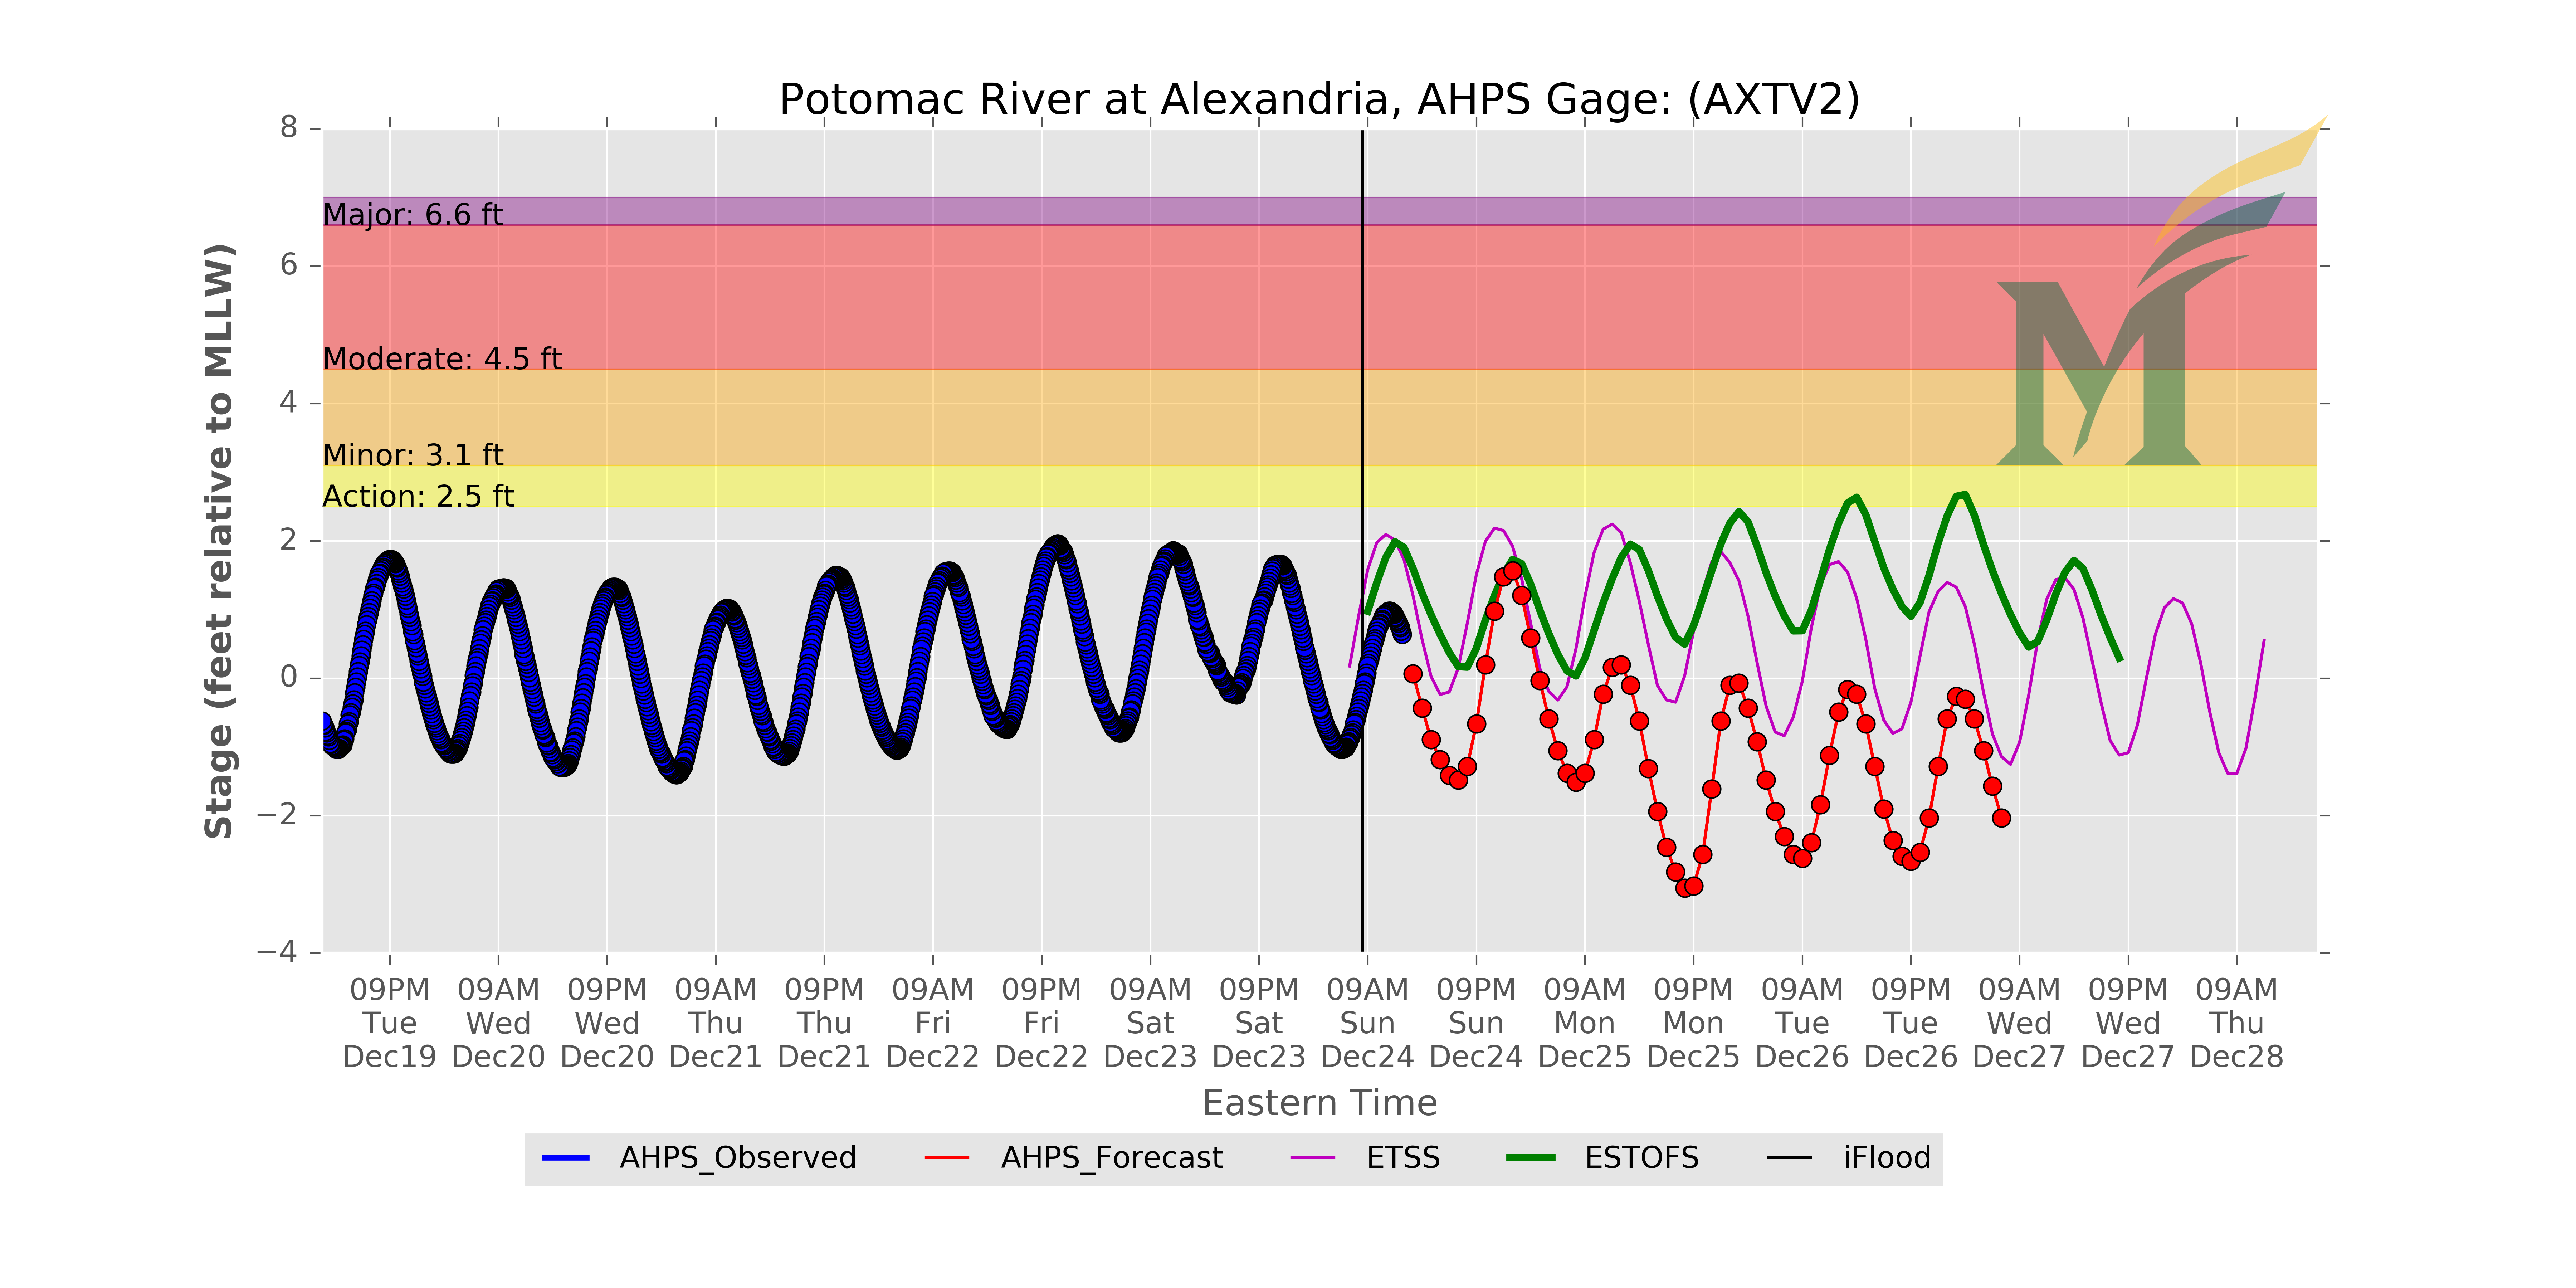 Potomac River at Alexandria, AHPS Gage: (AXTV2)
Stage (feet relative to MLLW)
8
6
4
2
0
−2
−4
Major: 6.6 ft
Moderate: 4.5 ft
Minor: 3.1 ft
Action: 2.5 ft
09PM 09AM 09PM 09AM 09PM 09AM 09PM 09AM 09PM 09AM 09PM 09AM 09PM 09AM 09PM 09AM 09PM 09AM
Tue Wed Wed Thu Thu Fri Fri Sat Sat Sun Sun Mon Mon Tue Tue Wed Wed Thu
Dec19 Dec20 Dec20 Dec21 Dec21 Dec22 Dec22 Dec23 Dec23 Dec24 Dec24 Dec25 Dec25 Dec26 Dec26 Dec27 Dec27 Dec28
Eastern Time
AHPS_Observed AHPS_Forecast ETSS ESTOFS iFlood
M